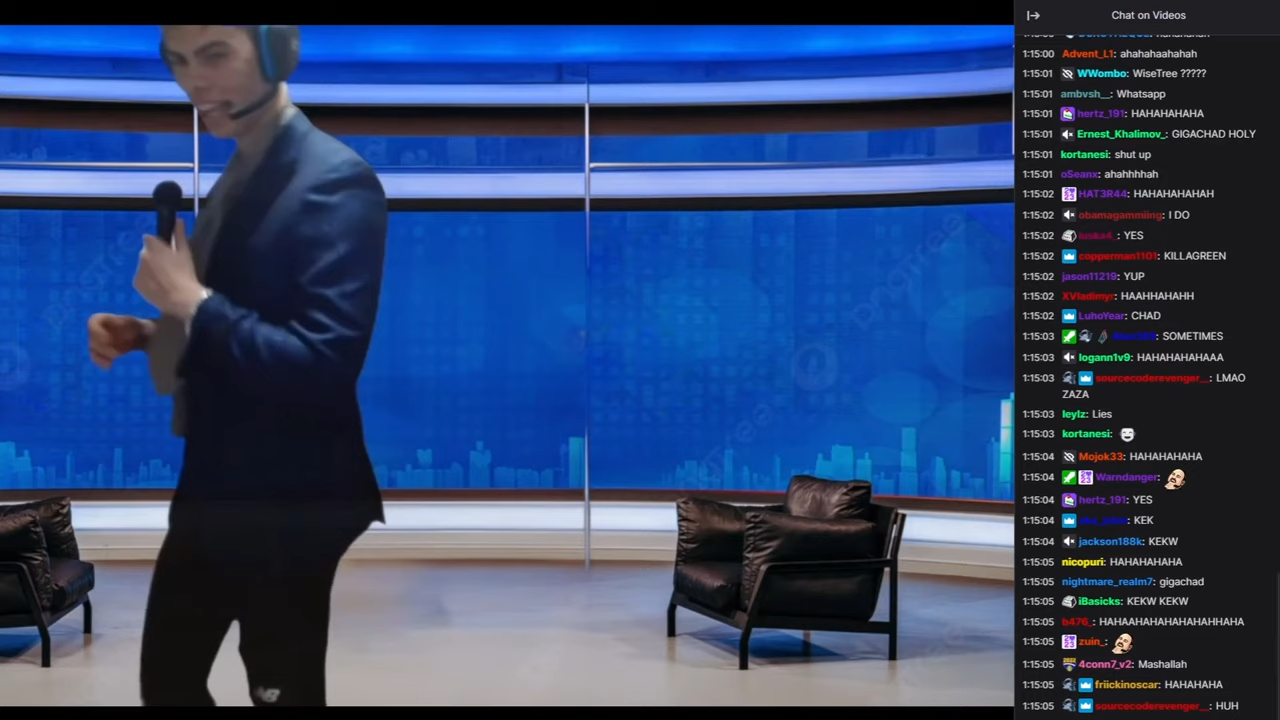 Chat on Videos
1:15:00 Advent_L1: ahahahaahahah
1:15:01 WWombo: WiseTree ?????
1:15:01 ambvsh__: Whatsapp
1:15:01 hertz_191: HAHAHAHAHA
1:15:01 Ernest_Khalimov_: GIGACHAD HOLY
1:15:01 kortanesi: shut up
1:15:01 oSeanx: ahahhhhah
1:15:02 HAT3R44: HAHAHAHAHAH
1:15:02 obamagammiing: I DO
1:15:02 YES
1:15:02 copperman1101: KILLAGREEN
1:15:02 jason11219: YUP
1:15:02 XVladimyr: HAAHHAHAHH
1:15:02 LuhoYear: CHAD
1:15:03 SOMETIMES
1:15:03 logann1v9: HAHAHAHAHAAA
1:15:03 sourcecoderevenger__: LMAO
ZAZA
1:15:03 leylz: Lies
1:15:03 kortanesi:
1:15:04 Mojok33: HAHAHAHAHA
1:15:04 Warndanger:
1:15:04 hertz_191: YES
1:15:04 KEK
1:15:04 jackson188k: KEKW
1:15:05 nicopuri: HAHAHAHAHA
1:15:05 nightmare_realm7: gigachad
1:15:05 iBasicks: KEKW KEKW
1:15:05 b476_: HAHAAHAHAHAHAHAHHAHA
1:15:05 zuin_:
1:15:05 4conn7_v2: Mashallah
1:15:05 friickinoscar: HAHAHAHA
1:15:05 sourcecoderevenger__: HUH